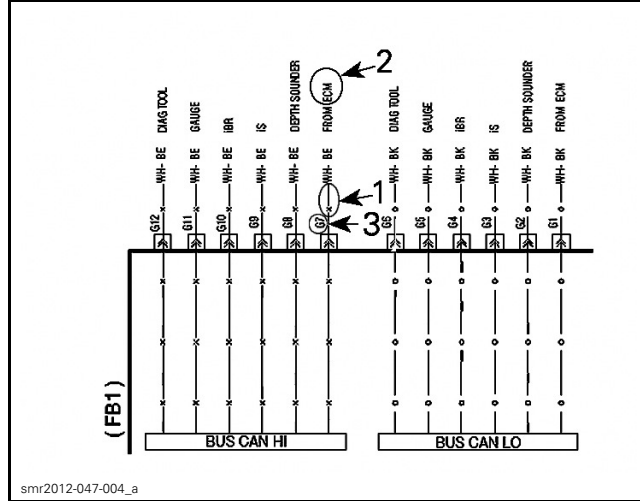 2
DIAG TOOL
GAUGE
iBR
iS
DEPTH SOUNDER
FROM ECM
DIAG TOOL
GAUGE
iBR
iS
DEPTH SOUNDER
FROM ECM
WH- BE
WH- BE
WH- BE
WH- BE
WH- BE
WH- BE
WH- BK
WH- BK
WH- BK
WH- BK
WH- BK
WH- BK
1
3
G12
G11
G10
G9
G8
G7
G6
G5
G4
G3
G2
G1
(FB1)
BUS CAN HI
BUS CAN LO
smr2012-047-004_a